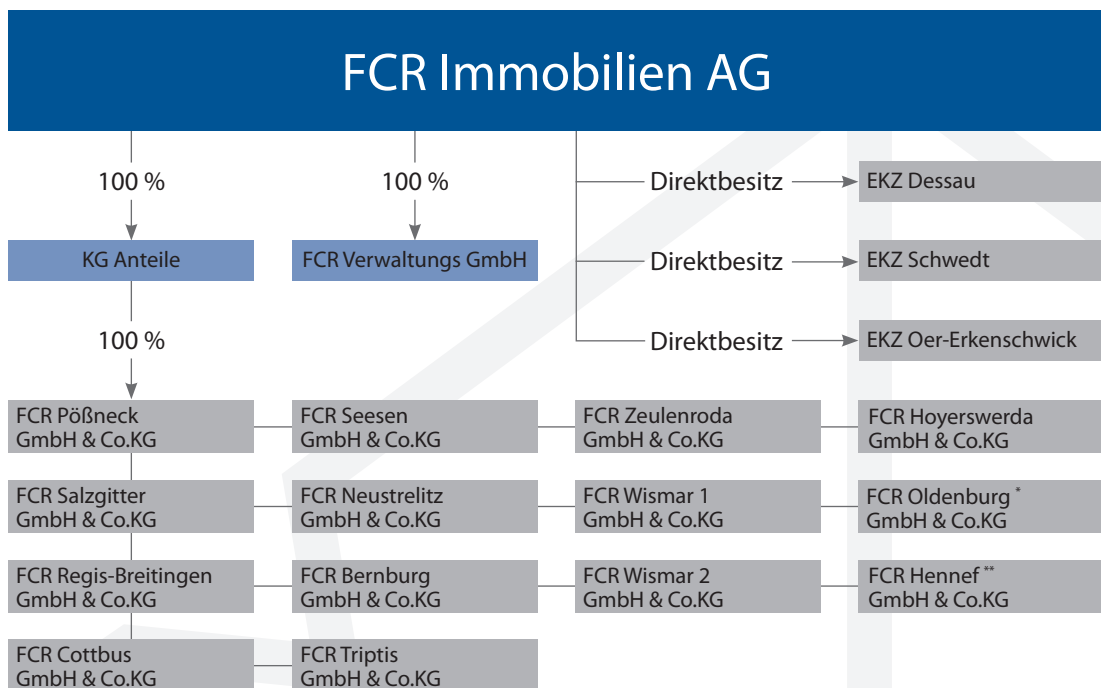 FCR Immobilien AG
100 %
100 %
Direktbesitz
EKZ Dessau
KG Anteile
FCR Verwaltungs GmbH
Direktbesitz
EKZ Schwedt
100 %
Direktbesitz
EKZ Oer-Erkenschwick
FCR Pößneck
GmbH & Co.KG
FCR Seesen
GmbH & Co.KG
FCR Zeulenroda
GmbH & Co.KG
FCR Hoyerswerda
GmbH & Co.KG
FCR Salzgitter
GmbH & Co.KG
FCR Neustrelitz
GmbH & Co.KG
FCR Wismar 1
GmbH & Co.KG
FCR Oldenburg *
GmbH & Co.KG
FCR Regis-Breitingen
GmbH & Co.KG
FCR Bernburg
GmbH & Co.KG
FCR Wismar 2
GmbH & Co.KG
FCR Hennef **
GmbH & Co.KG
FCR Cottbus
GmbH & Co.KG
FCR Triptis
GmbH & Co.KG